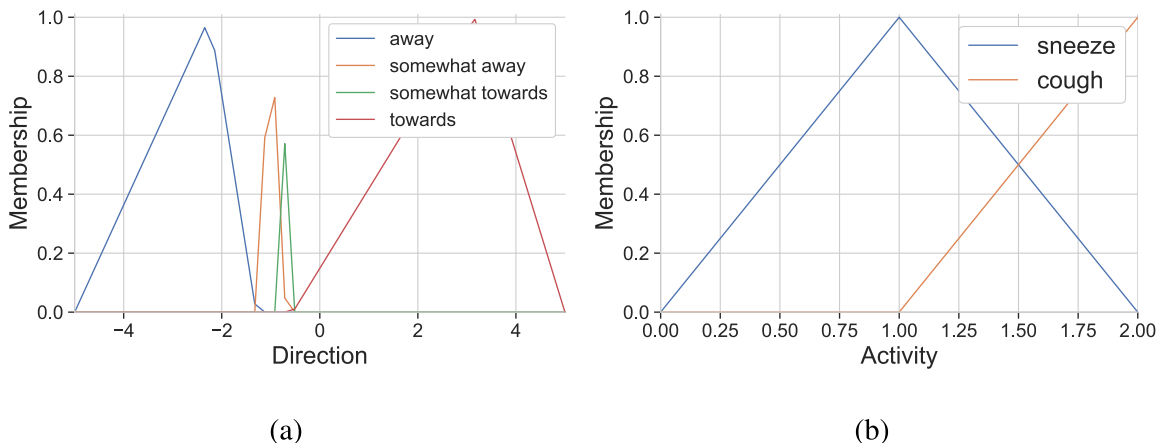 1.0
0.8
0.6
0.4
0.2
0.0
Membership
−4
−2
0
2
4
Direction
away
somewhat away
somewhat towards
towards
(a)
1.0
0.8
0.6
0.4
0.2
0.0
Membership
0.00
0.25
0.50
0.75
1.00
1.25
1.50
1.75
2.00
Activity
sneeze
cough
(b)